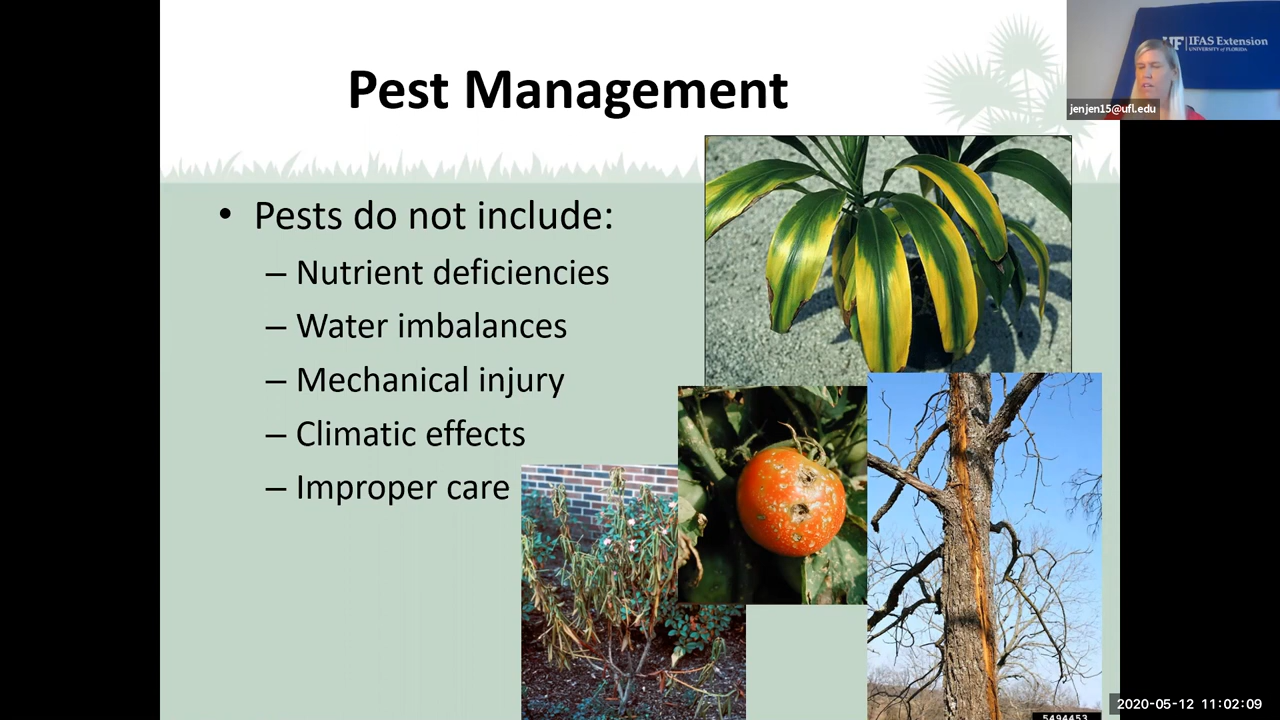 Pest Management
UF IFAS Extension
UNIVERSITY of FLORIDA
jenjen15@ufl.edu
• Pests do not include:
– Nutrient deficiencies
– Water imbalances
– Mechanical injury
– Climatic effects
– Improper care
5494453
2020-05-12 11:02:09